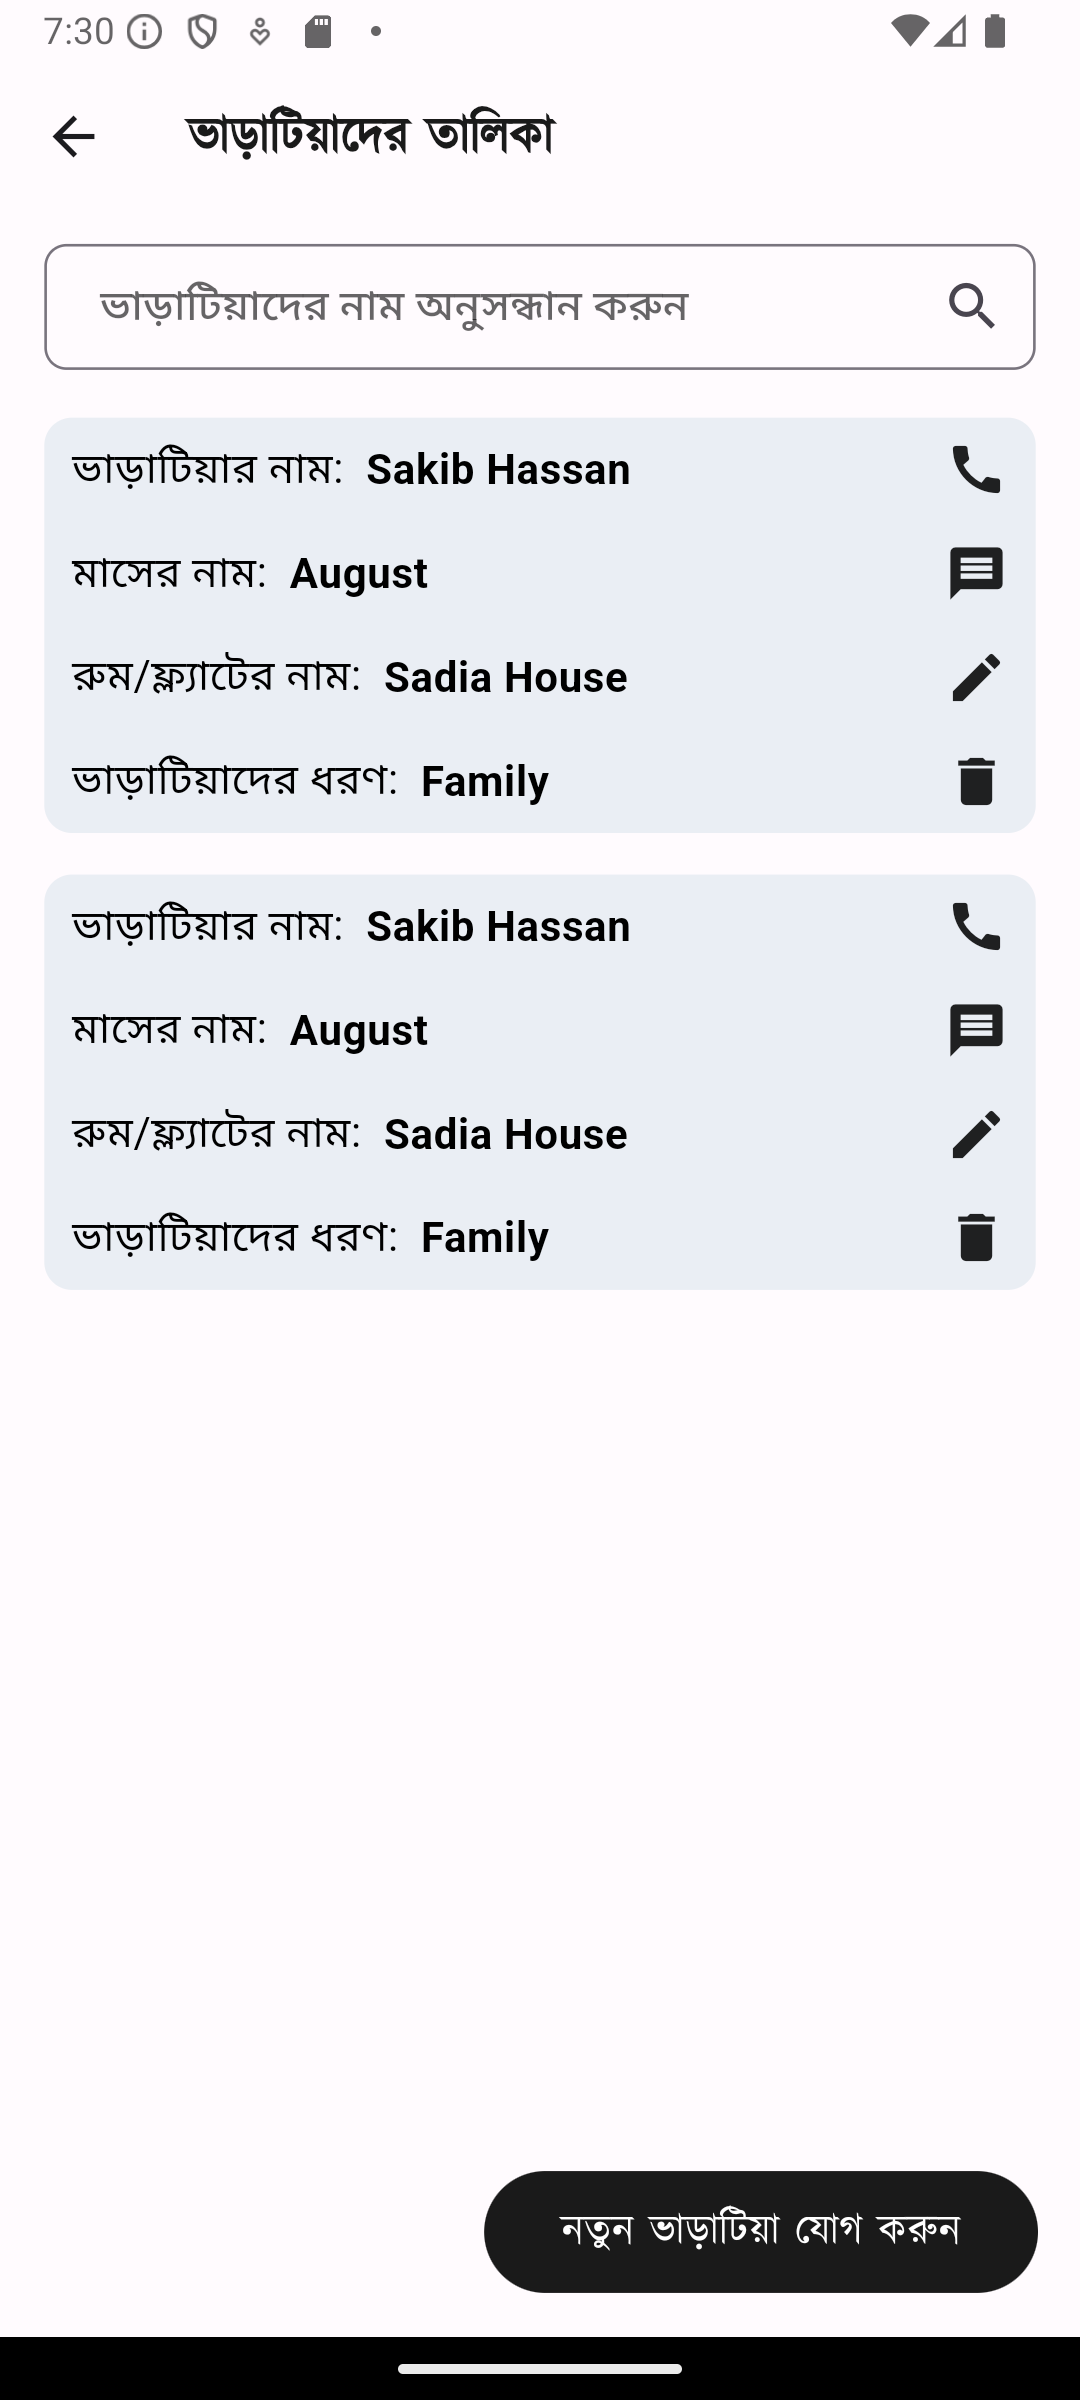 7:30
ভাড়াটিয়াদের তালিকা
ভাড়াটিয়াদের নাম অনুসন্ধান করুন
ভাড়াটিয়ার নাম: Sakib Hassan
মাসের নাম: August
রুম/ফ্ল্যাটের নাম: Sadia House
ভাড়াটিয়াদের ধরণ: Family
ভাড়াটিয়ার নাম: Sakib Hassan
মাসের নাম: August
রুম/ফ্ল্যাটের নাম: Sadia House
ভাড়াটিয়াদের ধরণ: Family
নতুন ভাড়াটিয়া যোগ করুন